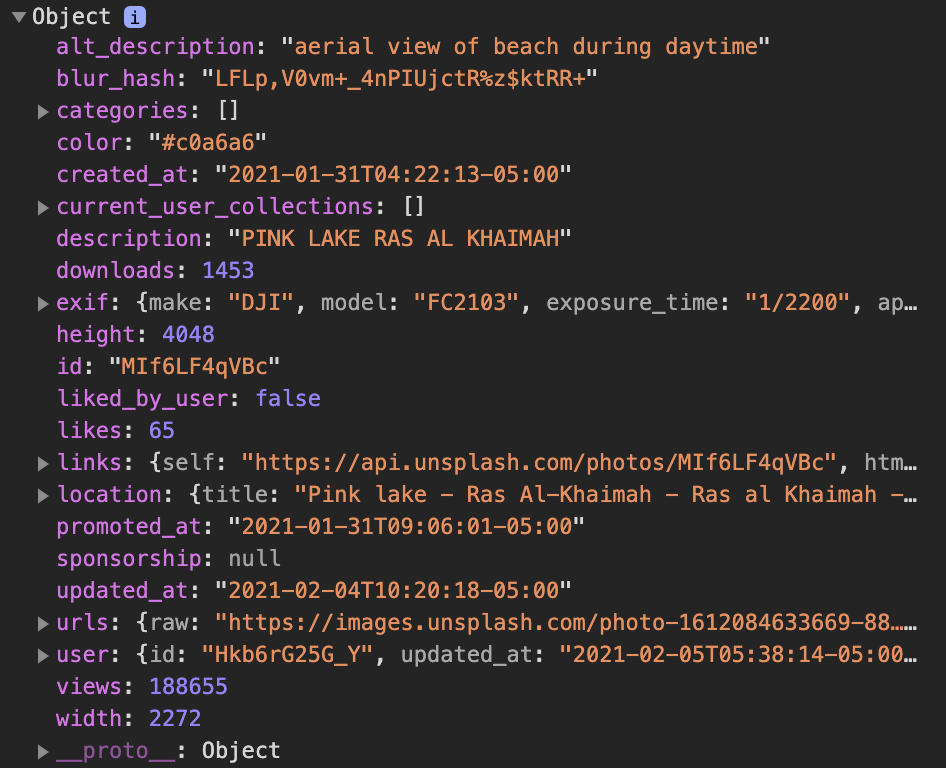 Object i
alt_description: "aerial view of beach during daytime"
blur_hash: "LFLp,V0vm+_4nPIUjctR%z$ktRR+"
categories: []
color: "#c0a6a6"
created_at: "2021-01-31T04:22:13-05:00"
current_user_collections: []
description: "PINK LAKE RAS AL KHAIMAH"
downloads: 1453
exif: {make: "DJI", model: "FC2103", exposure_time: "1/2200", ap…
height: 4048
id: "MIf6LF4qVBc"
liked_by_user: false
likes: 65
links: {self: "https://api.unsplash.com/photos/MIf6LF4qVBc", htm…
location: {title: "Pink lake - Ras Al-Khaimah - Ras al Khaimah -…
promoted_at: "2021-01-31T09:06:01-05:00"
sponsorship: null
updated_at: "2021-02-04T10:20:18-05:00"
urls: {raw: "https://images.unsplash.com/photo-1612084633669-88……
user: {id: "Hkb6rG25G_Y", updated_at: "2021-02-05T05:38:14-05:00…
views: 188655
width: 2272
__proto__: Object